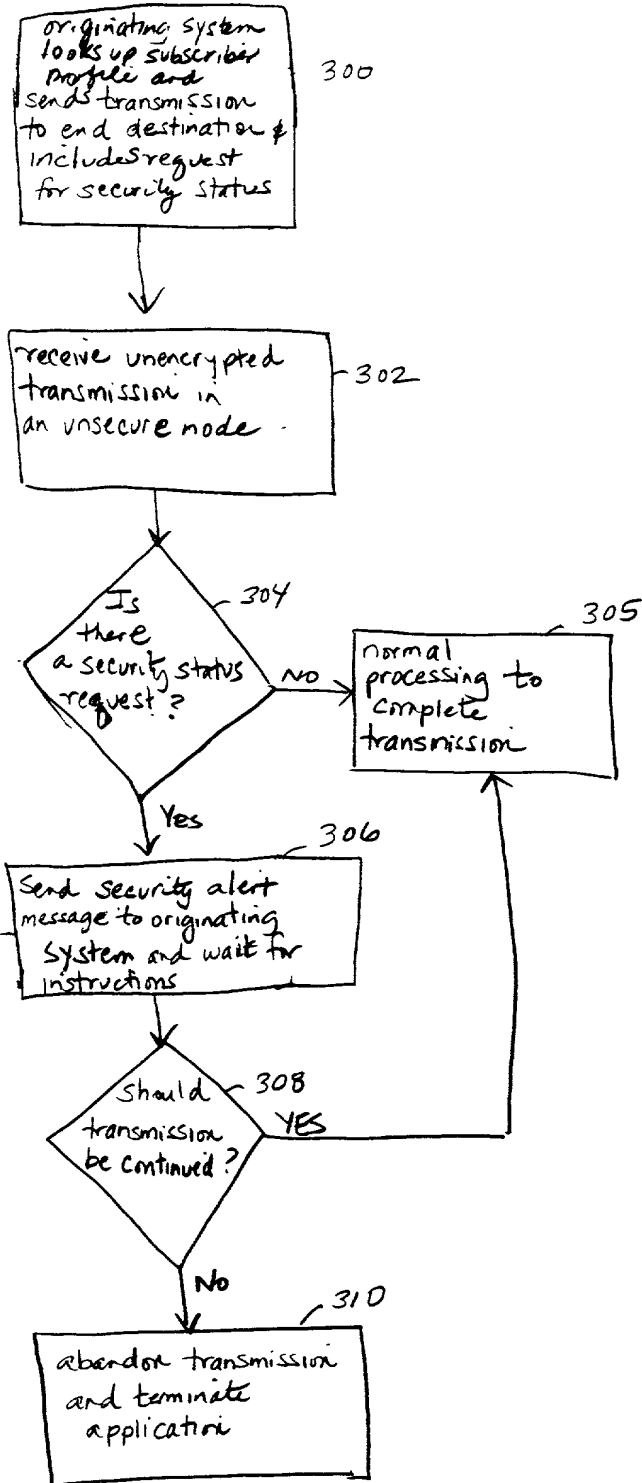 originating system
looks up subscriber
profile and
sends transmission
to end destination &
includes request
for security status
300
receive unencrypted
transmission in
an unsecure node
302
Is
there
a security status
request?
304
NO
305
normal
processing to
complete
transmission
Yes
306
Send security alert
message to originating
system and wait for
instructions
Should
transmission
be continued?
308
YES
NO
310
abandon transmission
and terminate
application